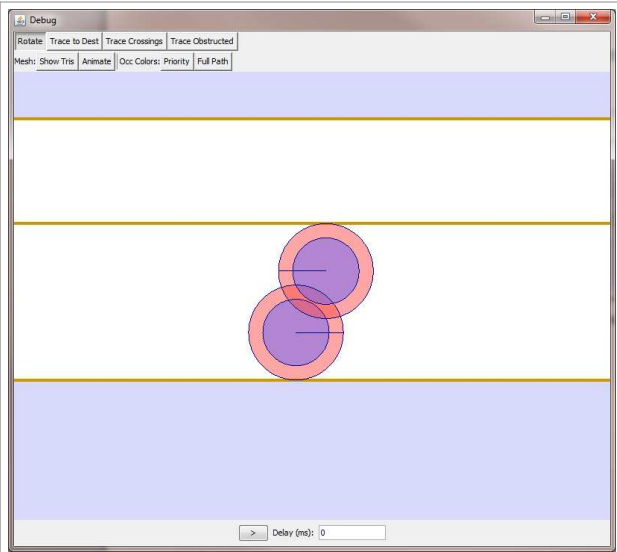 Debug
Rotate Trace to Dest Trace Crossings Trace Obstructed
Mesh: Show Tris Animate Occ Colors: Priority Full Path
> Delay (ms): 0